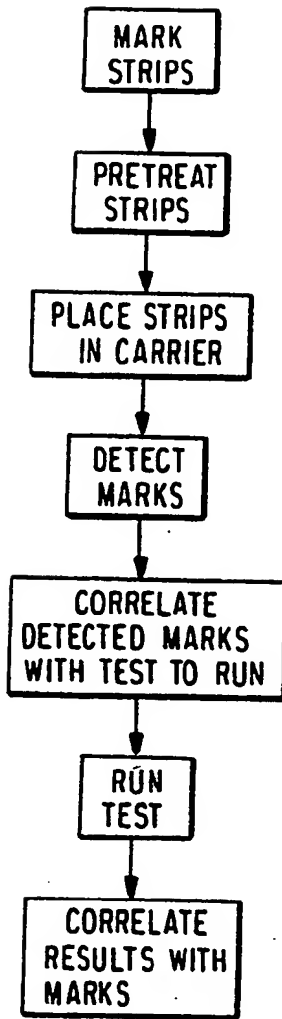 MARK
STRIPS
PRETREAT
STRIPS
PLACE STRIPS
IN CARRIER
DETECT
MARKS
CORRELATE
DETECTED MARKS
WITH TEST TO RUN
RUN
TEST
CORRELATE
RESULTS WITH
MARKS